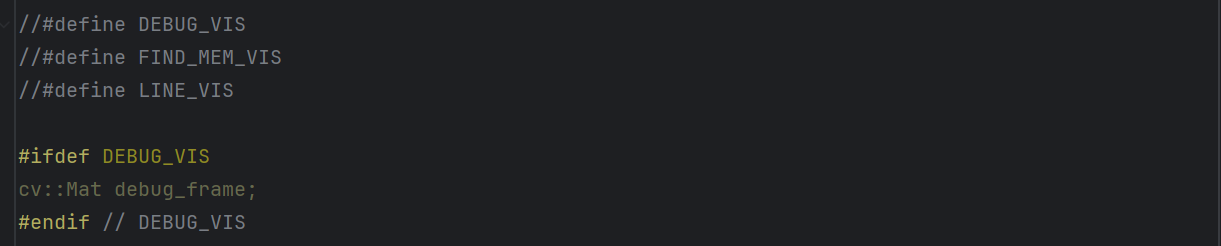 //#define DEBUG_VIS
//#define FIND_MEM_VIS
//#define LINE_VIS
#ifdef DEBUG_VIS
cv::Mat debug_frame;
#endif // DEBUG_VIS